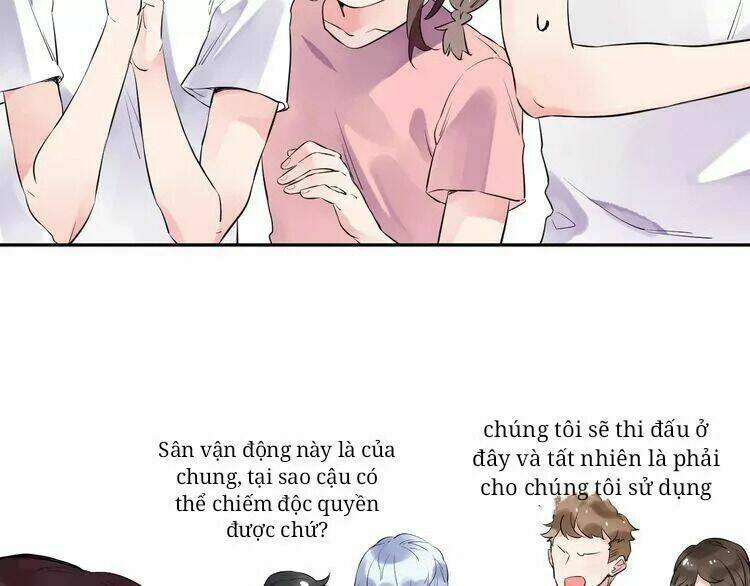 Sân vận động này là của
chung, tại sao cậu có
thể chiếm độc quyền
được chứ?
chúng tôi sẽ thi đấu ở
đây và tất nhiên là phải
cho chúng tôi sử dụng